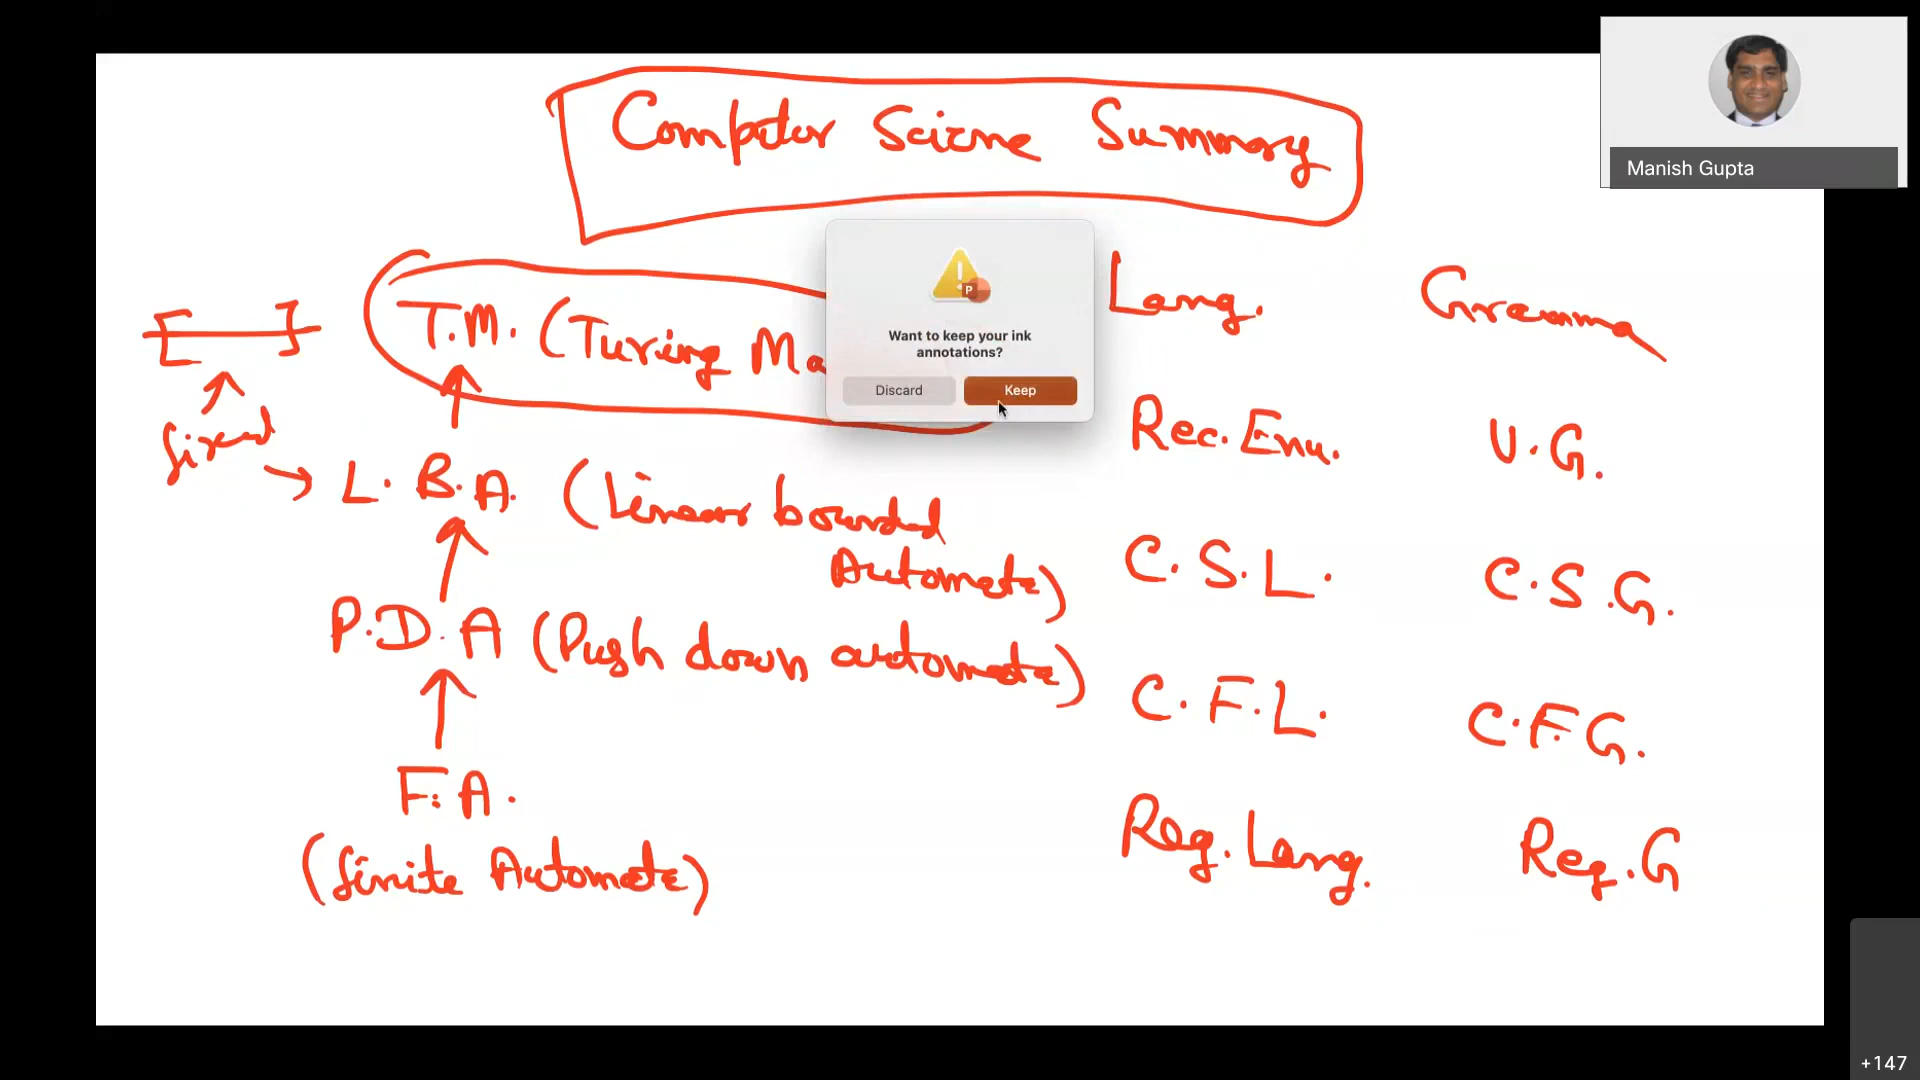 Computer Science Summary
Manish Gupta
T.M. (Turing Ma
Want to keep your ink
annotations?
Discard
Keep
Lang.
Gramma
fixed
Rec. Enu.
U.G.
L.B.A. (Linear bounded
Automata)
C.S.L.
C.S.G.
P.D.A (Push down automata)
C.F.L.
C.F.G.
F.A.
(finite Automata)
Reg. Lang.
Reg. G
+147